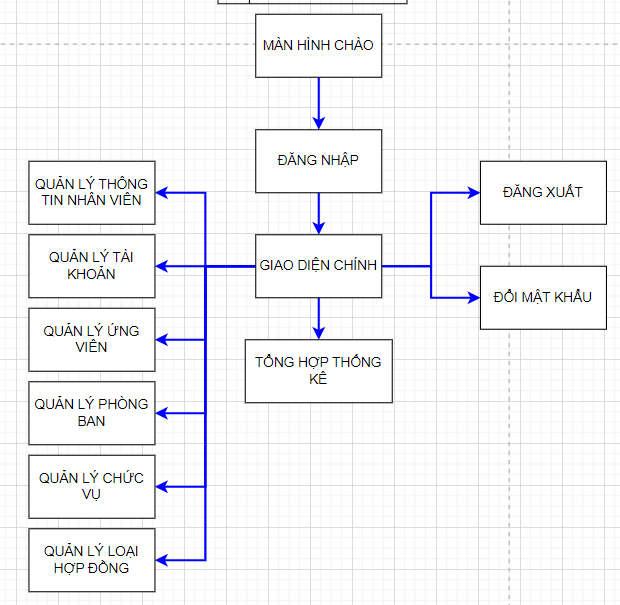 MÀN HÌNH CHÀO
ĐĂNG NHẬP
QUẢN LÝ THÔNG
TIN NHÂN VIÊN
ĐĂNG XUẤT
QUẢN LÝ TÀI
KHOẢN
GIAO DIỆN CHÍNH
ĐỔI MẬT KHẨU
QUẢN LÝ ỨNG
VIÊN
TỔNG HỢP THỐNG
KÊ
QUẢN LÝ PHÒNG
BAN
QUẢN LÝ CHỨC
VỤ
QUẢN LÝ LOẠI
HỢP ĐỒNG